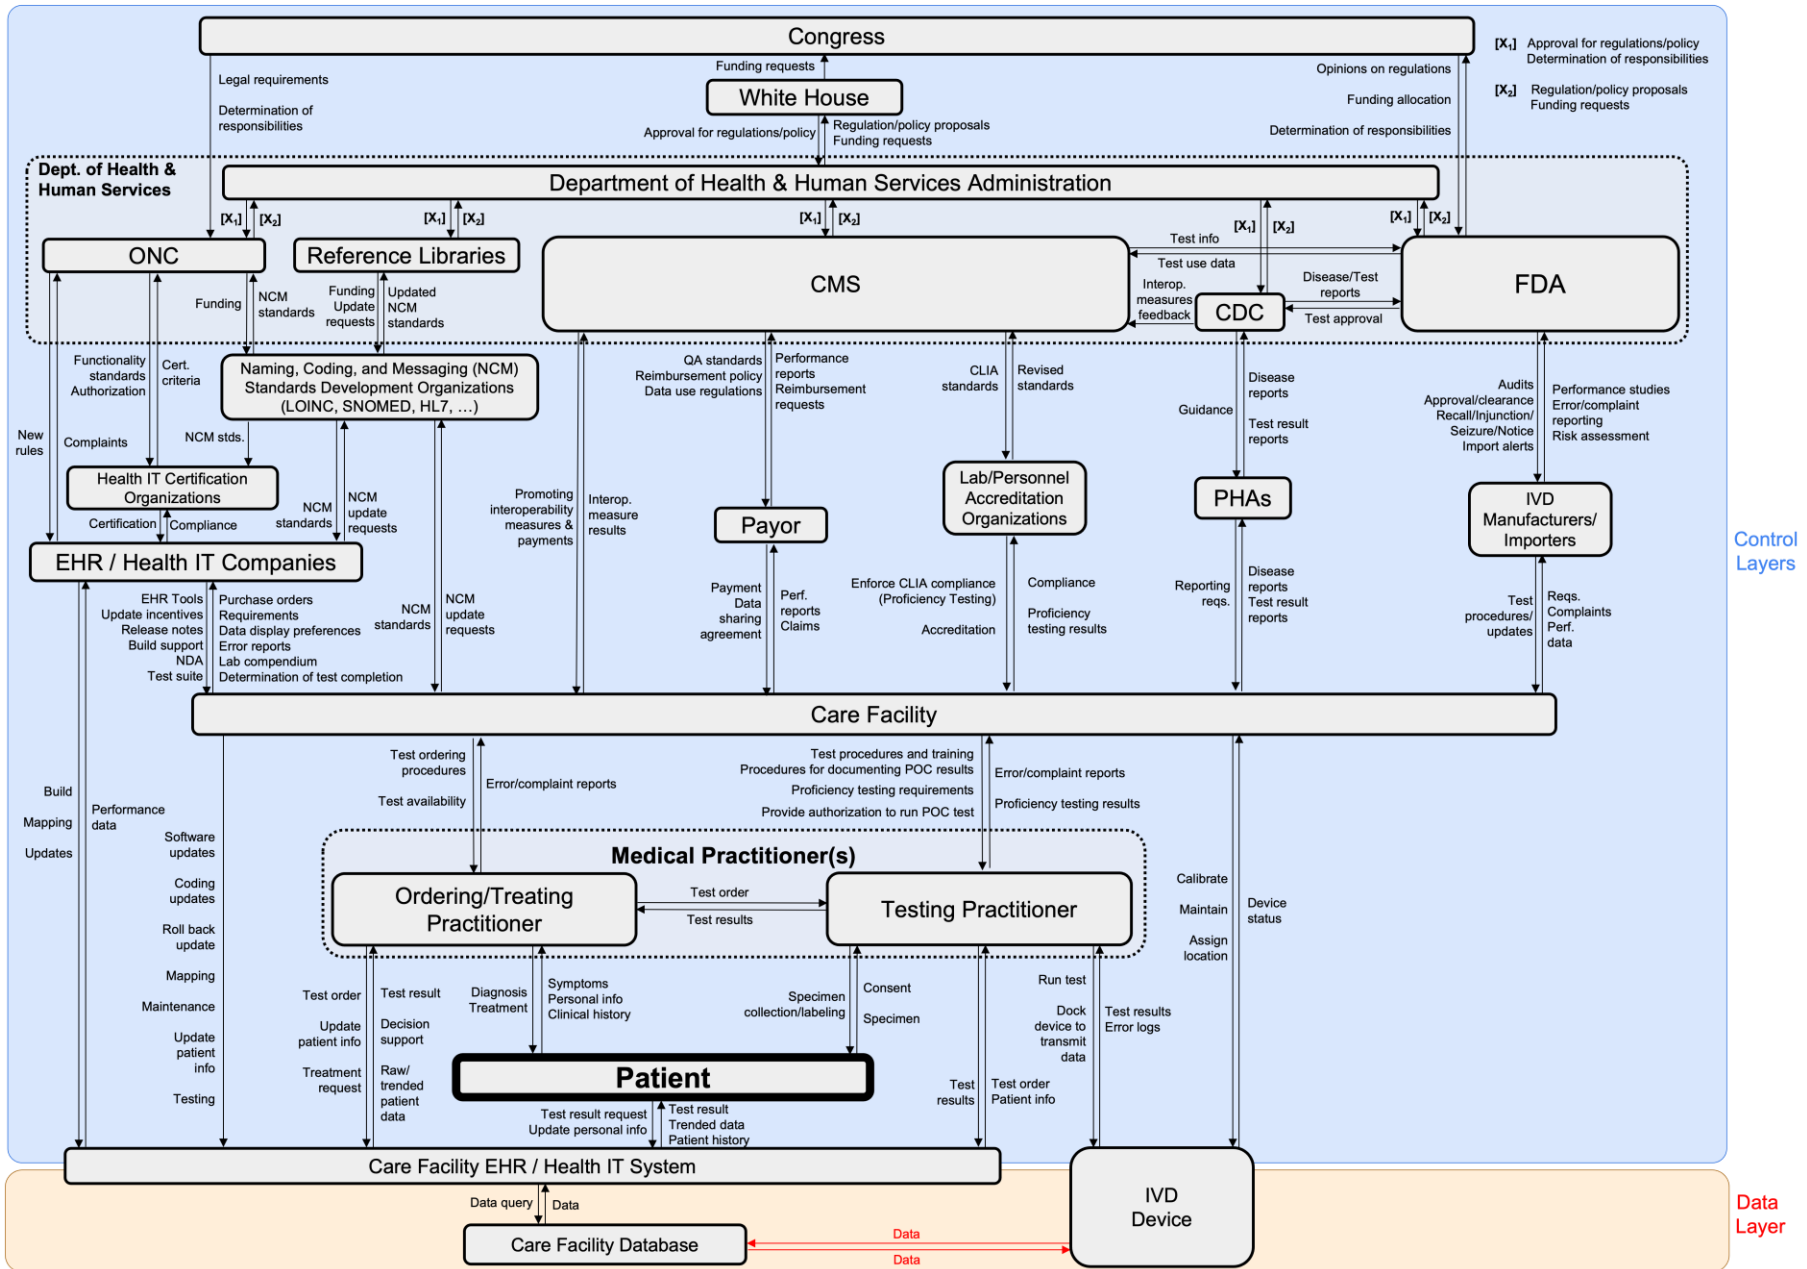 Congress
[X₁] Approval for regulations/policy
Determination of responsibilities
[X₂] Regulation/policy proposals
Funding requests
Legal requirements
Determination of
responsibilities
Funding requests
White House
Approval for regulations/policy
Regulation/policy proposals
Funding requests
Opinions on regulations
Funding allocation
Determination of responsibilities
Dept. of Health &
Human Services
Department of Health & Human Services Administration
[X₁]
[X₂]
[X₁]
[X₂]
[X₁]
[X₂]
[X₁]
[X₂]
[X₁]
[X₂]
ONC
Reference Libraries
CMS
Test info
Test use data
Interop.
measures
feedback
CDC
Disease/Test
reports
Test approval
FDA
Funding
NCM
standards
Funding
Update
requests
Updated
NCM
standards
Functionality
standards
Authorization
Cert.
criteria
Naming, Coding, and Messaging (NCM)
Standards Development Organizations
(LOINC, SNOMED, HL7, ...)
QA standards
Reimbursement policy
Data use regulations
Performance
reports
Reimbursement
requests
CLIA
standards
Revised
standards
Guidance
Disease
reports
Test result
reports
Audits
Approval/clearance
Recall/Injunction/
Seizure/Notice
Import alerts
Performance studies
Error/complaint
reporting
Risk assessment
New
rules
Complaints
NCM stds.
Health IT Certification
Organizations
Certification
Compliance
NCM
standards
NCM
update
requests
Promoting
interoperability
measures &
payments
Interop.
measure
results
Payor
Lab/Personnel
Accreditation
Organizations
PHAs
IVD
Manufacturers/
Importers
Control
Layers
EHR / Health IT Companies
EHR Tools
Update incentives
Release notes
Build support
NDA
Test suite
Purchase orders
Requirements
Data display preferences
Error reports
Lab compendium
Determination of test completion
NCM
standards
NCM
update
requests
Payment
Data
sharing
agreement
Perf.
reports
Claims
Enforce CLIA compliance
(Proficiency Testing)
Accreditation
Compliance
Proficiency
testing results
Reporting
reqs.
Disease
reports
Test result
reports
Test
procedures/
updates
Reqs.
Complaints
Perf.
data
Care Facility
Build
Mapping
Updates
Performance
data
Software
updates
Coding
updates
Roll back
update
Mapping
Maintenance
Update
patient
info
Testing
Test ordering
procedures
Test availability
Error/complaint reports
Test procedures and training
Procedures for documenting POC results
Proficiency testing requirements
Provide authorization to run POC test
Error/complaint reports
Proficiency testing results
Medical Practitioner(s)
Ordering/Treating
Practitioner
Test order
Test results
Testing Practitioner
Calibrate
Maintain
Assign
location
Device
status
Test order
Update
patient info
Treatment
request
Test result
Decision
support
Raw/
trended
patient
data
Diagnosis
Treatment
Symptoms
Personal info
Clinical history
Specimen
collection/labeling
Consent
Specimen
Run test
Dock
device to
transmit
data
Test results
Error logs
Patient
Test result request
Update personal info
Test result
Trended data
Patient history
Test
results
Test order
Patient info
Care Facility EHR / Health IT System
IVD
Device
Data query
Data
Care Facility Database
Data
Data
Data
Layer